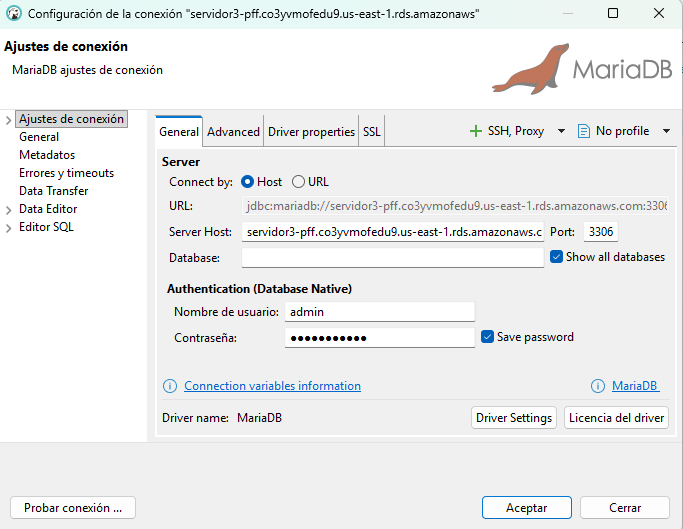 Configuración de la conexión "servidor3-pff.co3yvmofedu9.us-east-1.rds.amazonaws"
Ajustes de conexión
MariaDB ajustes de conexión
MariaDB
Ajustes de conexión
General
Metadatos
Errores y timeouts
Data Transfer
Data Editor
Editor SQL
General Advanced Driver properties SSL SSH, Proxy No profile
Server
Connect by: Host URL
URL: jdbc:mariadb://servidor3-pff.co3yvmofedu9.us-east-1.rds.amazonaws.com:3306
Server Host: servidor3-pff.co3yvmofedu9.us-east-1.rds.amazonaws.c Port: 3306
Database: Show all databases
Authentication (Database Native)
Nombre de usuario: admin
Contraseña: ●●●●●●●●●●● Save password
Connection variables information MariaDB
Driver name: MariaDB Driver Settings Licencia del driver
Probar conexión ... Aceptar Cerrar